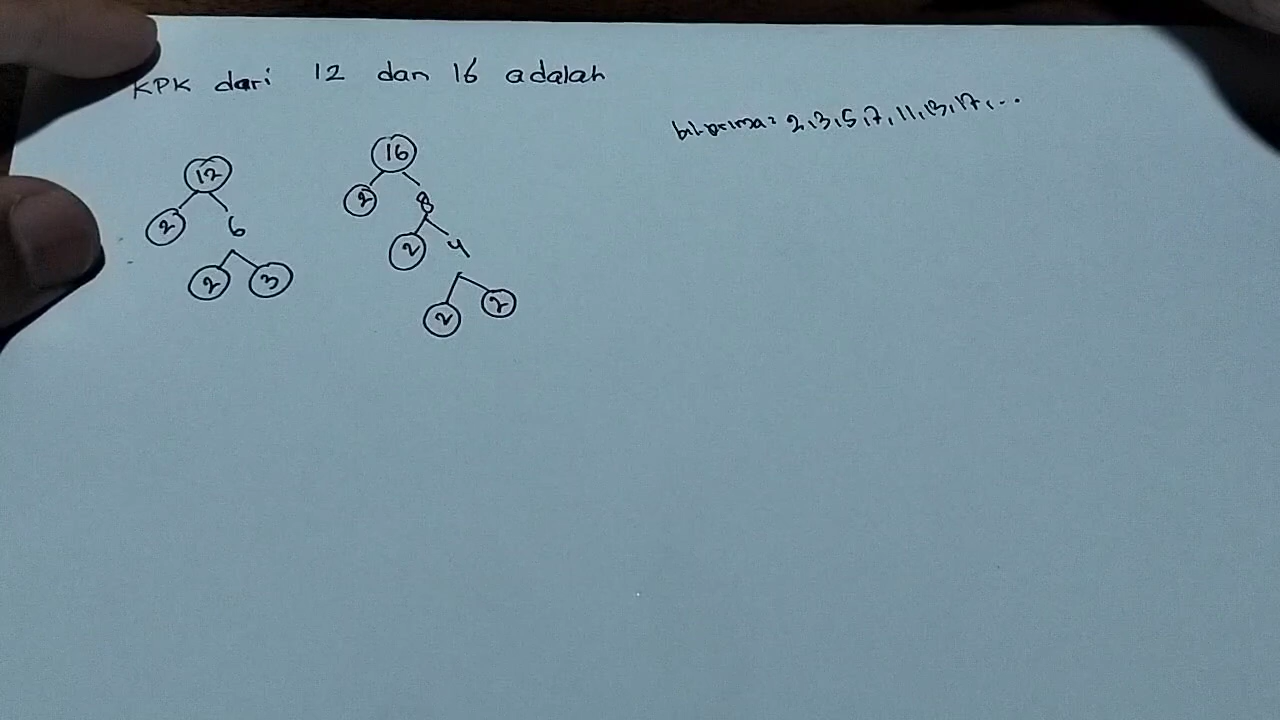 KPK dari 12 dan 16 adalah
bil. prima = 2, 3, 5, 7, 11, 13, 17, ...
12 16
2 6 2 8
2 3 2 4
2 2